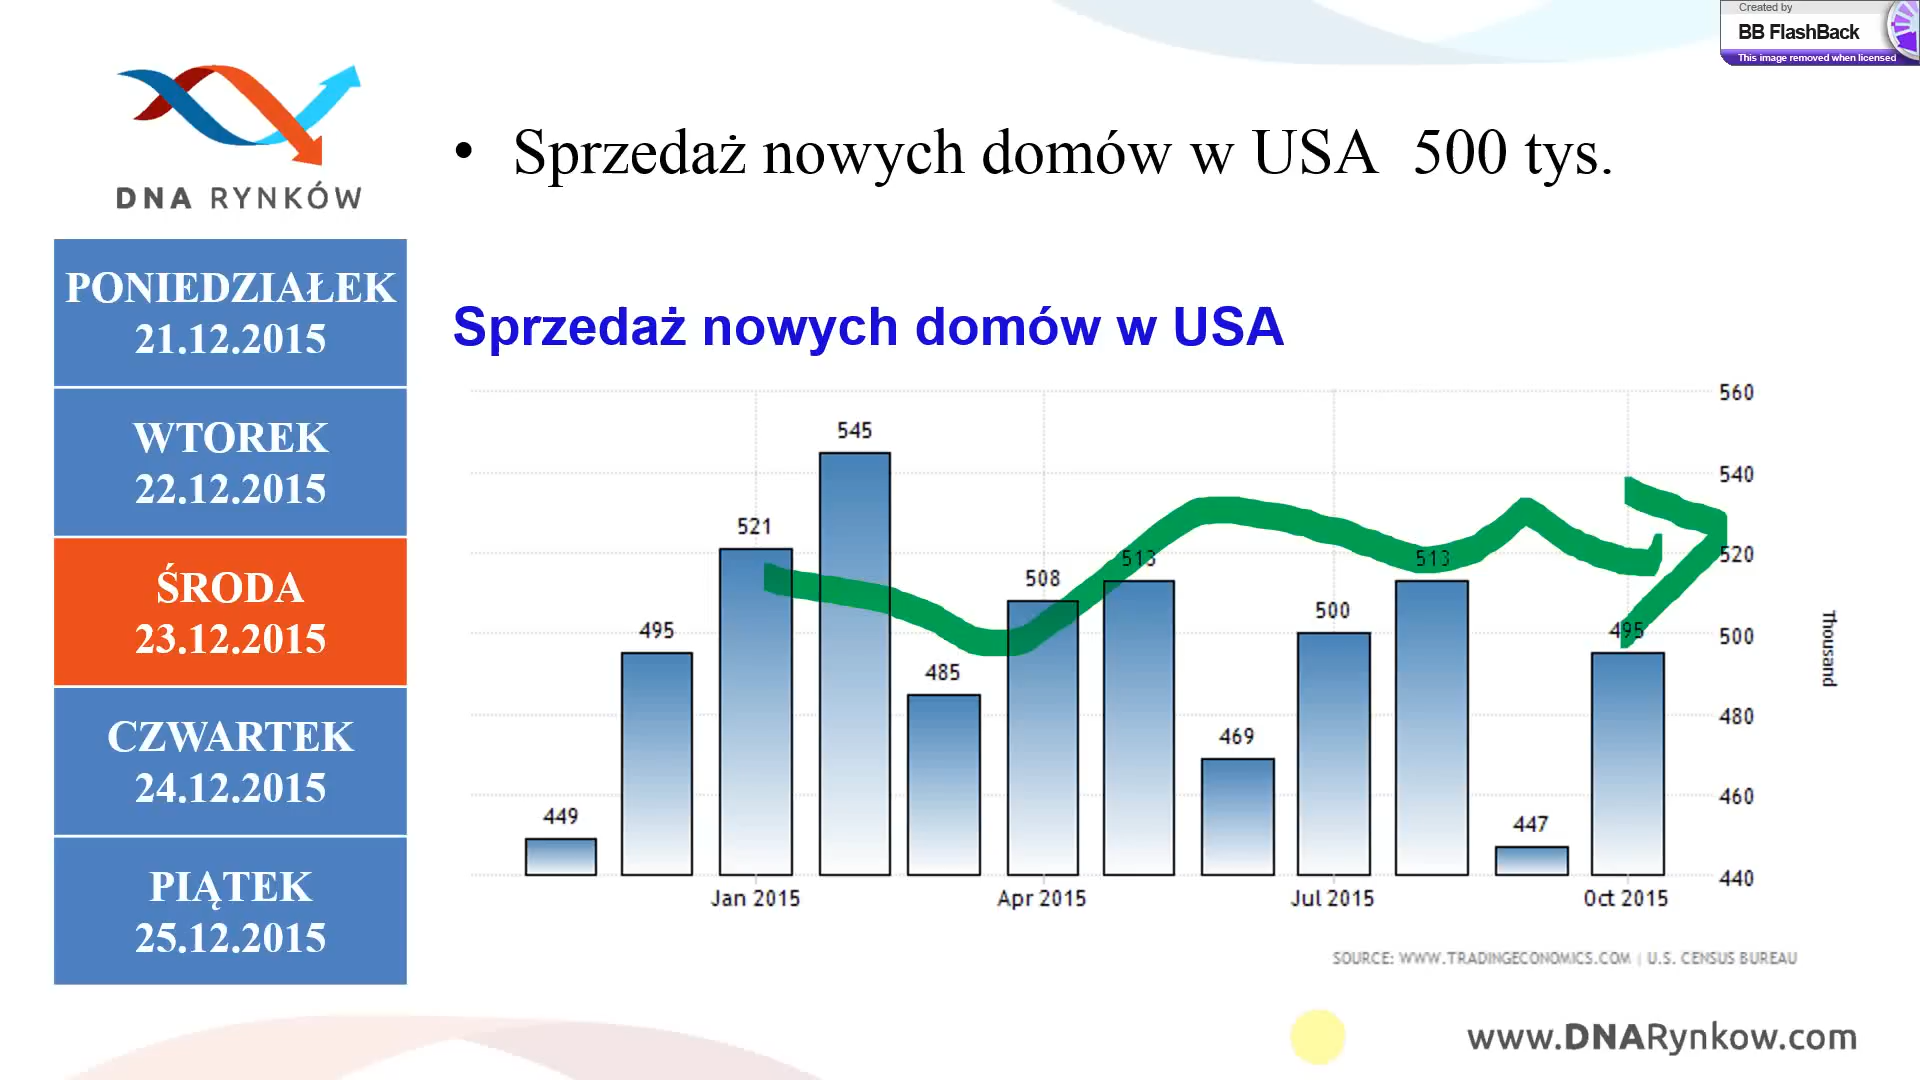 Created by
BB FlashBack
This image removed when licensed
DNA RYNKÓW
• Sprzedaż nowych domów w USA 500 tys.
PONIEDZIAŁEK
21.12.2015
WTOREK
22.12.2015
ŚRODA
23.12.2015
CZWARTEK
24.12.2015
PIĄTEK
25.12.2015
Sprzedaż nowych domów w USA
560
540
520
500
480
460
440
Thousand
449
495
521
545
485
508
513
469
500
513
447
495
Jan 2015
Apr 2015
Jul 2015
Oct 2015
SOURCE: WWW.TRADINGECONOMICS.COM | U.S. CENSUS BUREAU
www.DNARynkow.com